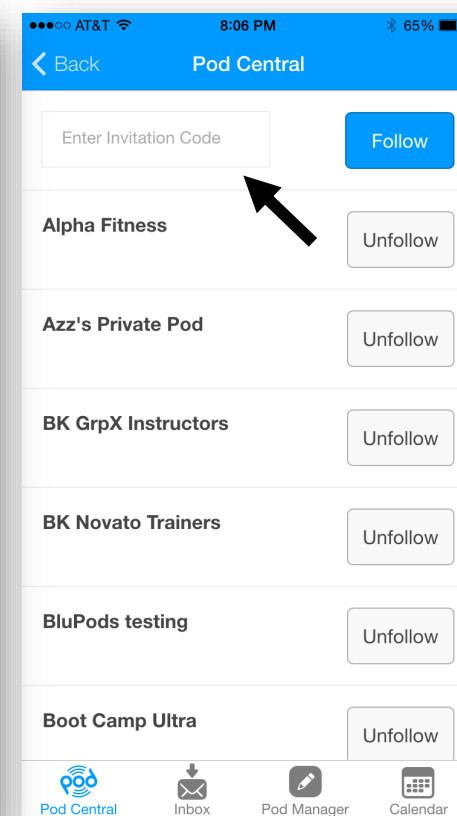 AT&T 8:06 PM 65%
Back Pod Central
Enter Invitation Code Follow
Alpha Fitness Unfollow
Azz's Private Pod Unfollow
BK GrpX Instructors Unfollow
BK Novato Trainers Unfollow
BluPods testing Unfollow
Boot Camp Ultra Unfollow
pod
Pod Central Inbox Pod Manager Calendar